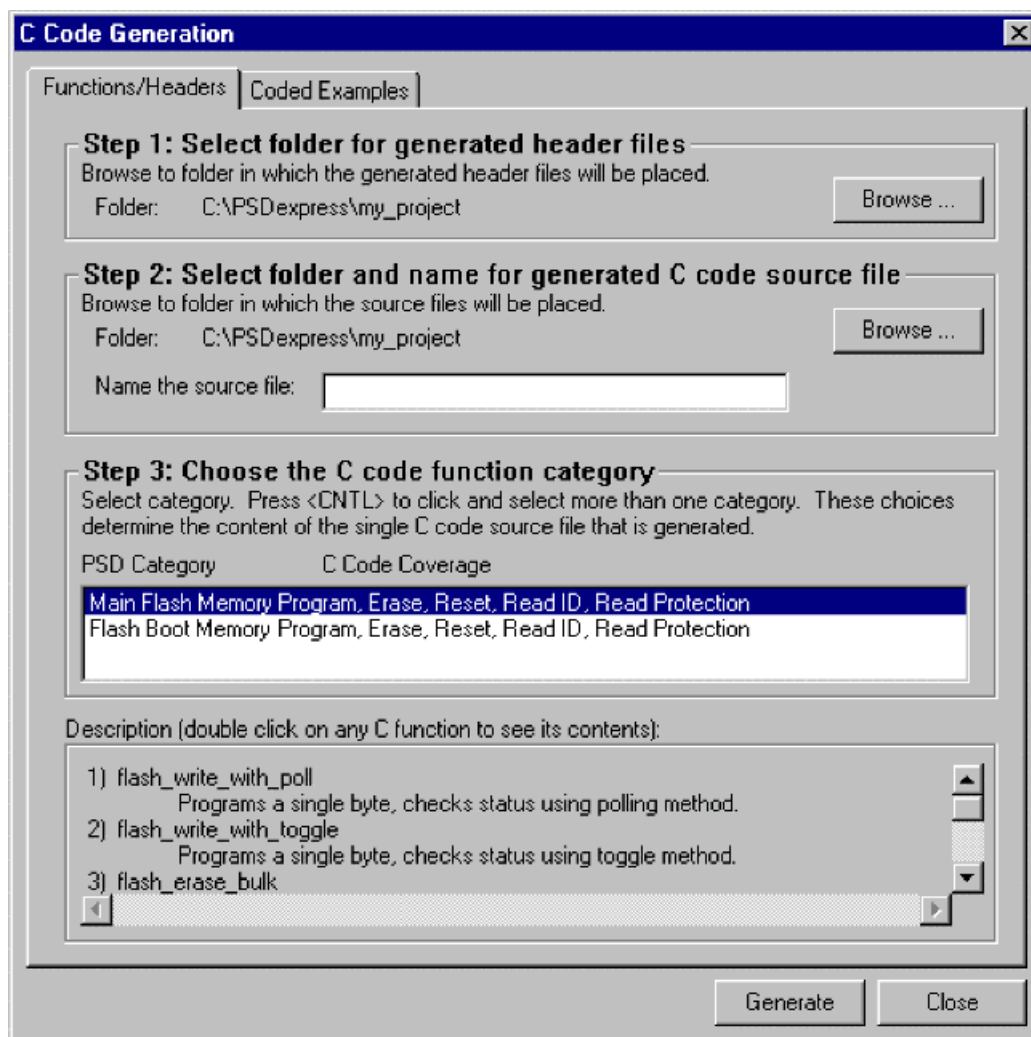 C Code Generation
Functions/Headers
Coded Examples
Step 1: Select folder for generated header files
Browse to folder in which the generated header files will be placed.
Folder: C:\PSDexpress\my_project
Browse ...
Step 2: Select folder and name for generated C code source file
Browse to folder in which the source files will be placed.
Folder: C:\PSDexpress\my_project
Browse ...
Name the source file:
Step 3: Choose the C code function category
Select category. Press <CNTL> to click and select more than one category. These choices
determine the content of the single C code source file that is generated.
PSD Category C Code Coverage
Main Flash Memory Program, Erase, Reset, Read ID, Read Protection
Flash Boot Memory Program, Erase, Reset, Read ID, Read Protection
Description (double click on any C function to see its contents):
1) flash_write_with_poll
Programs a single byte, checks status using polling method.
2) flash_write_with_toggle
Programs a single byte, checks status using toggle method.
3) flash_erase_bulk
Generate
Close